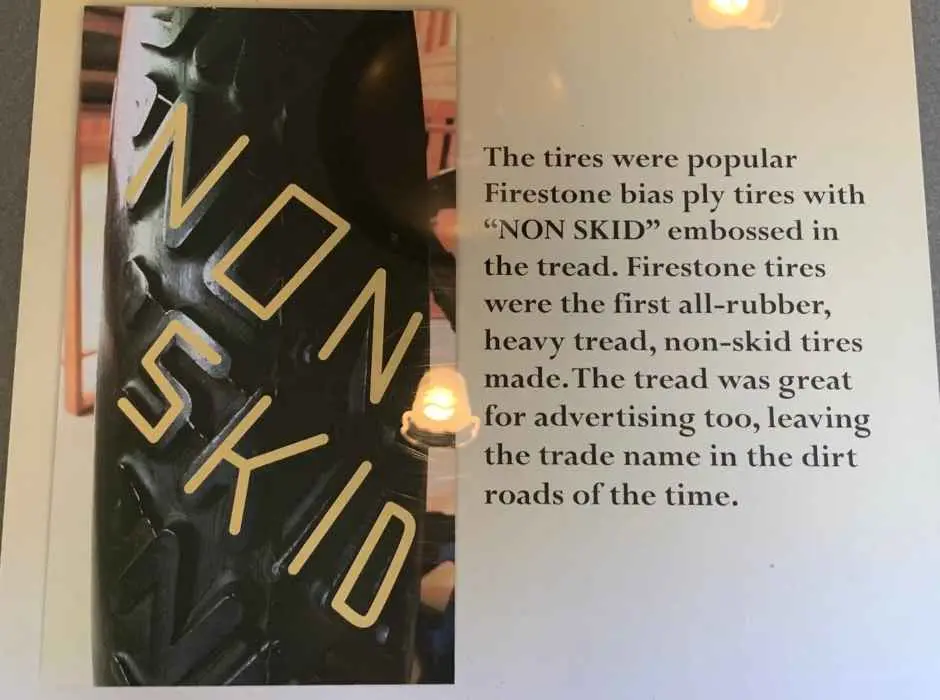 NON
SKID
The tires were popular
Firestone bias ply tires with
“NON SKID” embossed in
the tread. Firestone tires
were the first all-rubber,
heavy tread, non-skid tires
made.The tread was great
for advertising too, leaving
the trade name in the dirt
roads of the time.